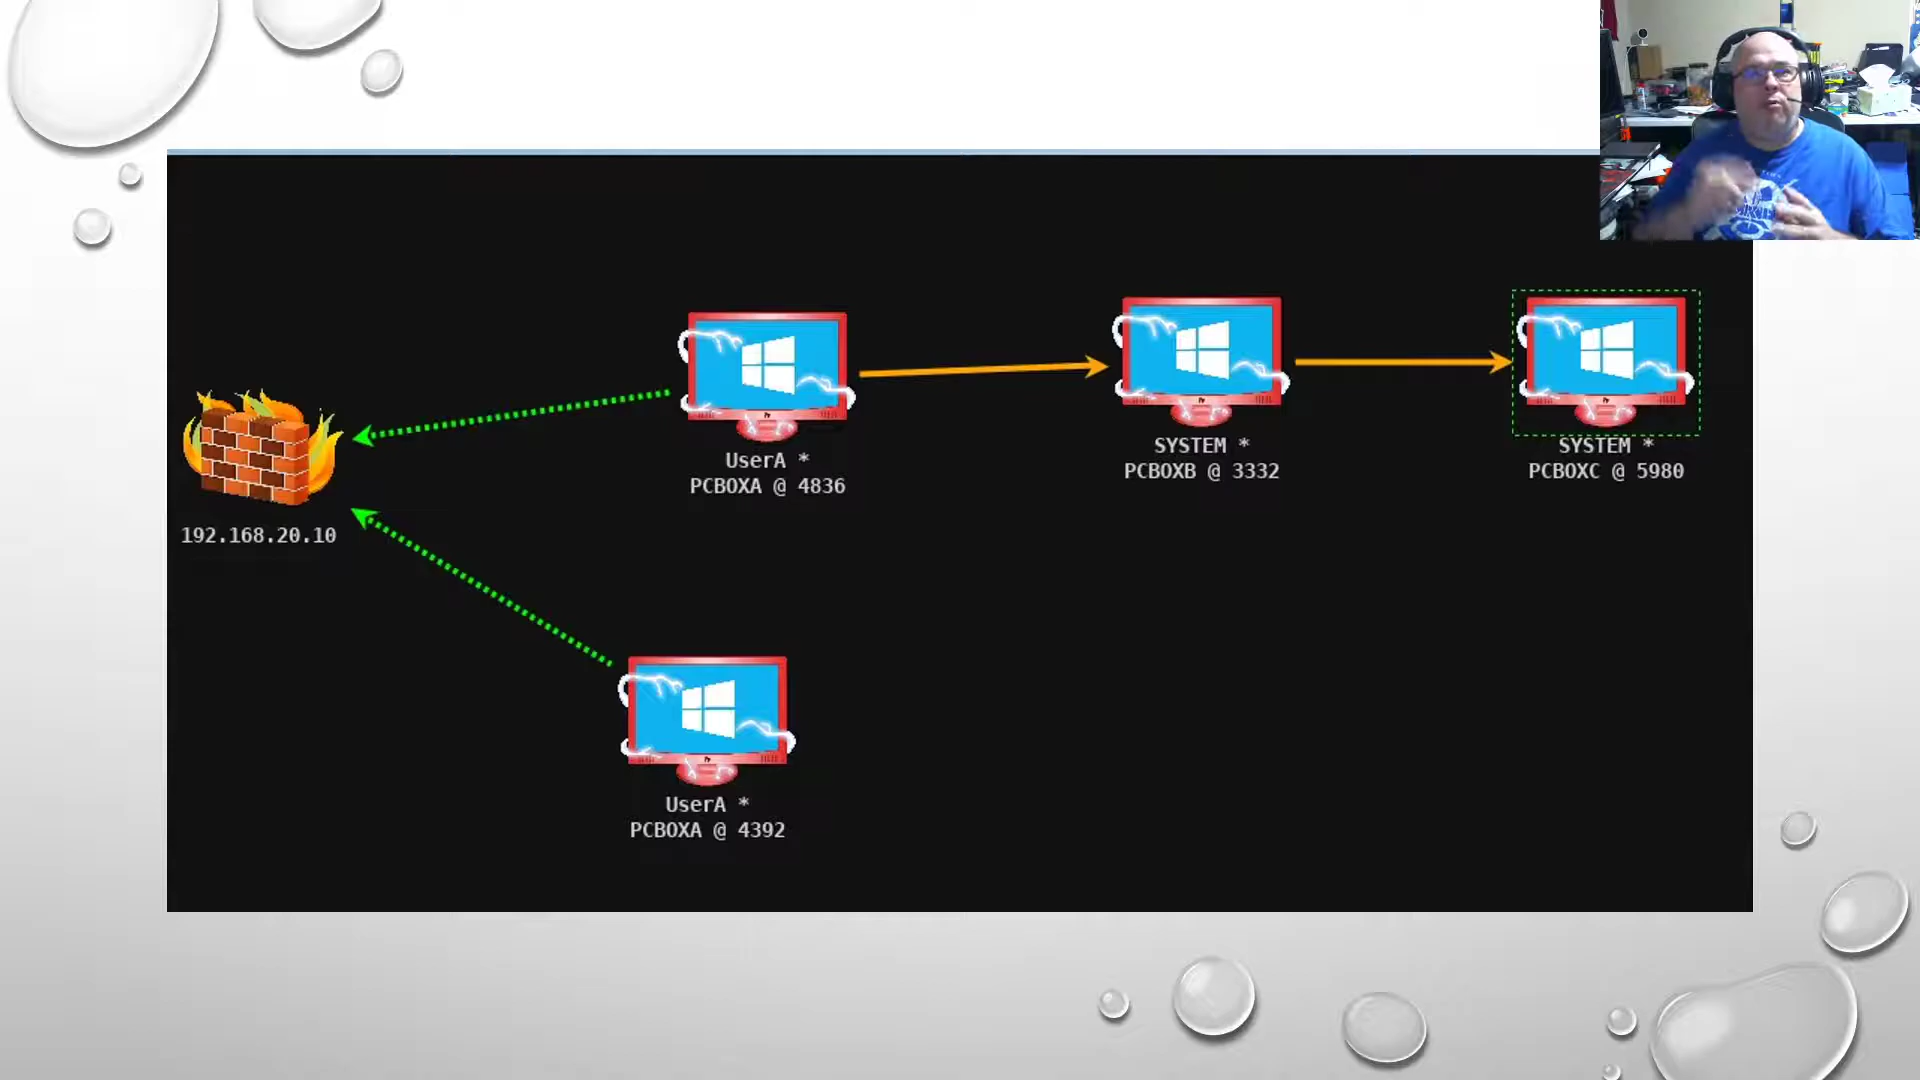 UserA *
PCBOXA @ 4836
SYSTEM *
PCBOXB @ 3332
SYSTEM *
PCBOXC @ 5980
192.168.20.10
UserA *
PCBOXA @ 4392